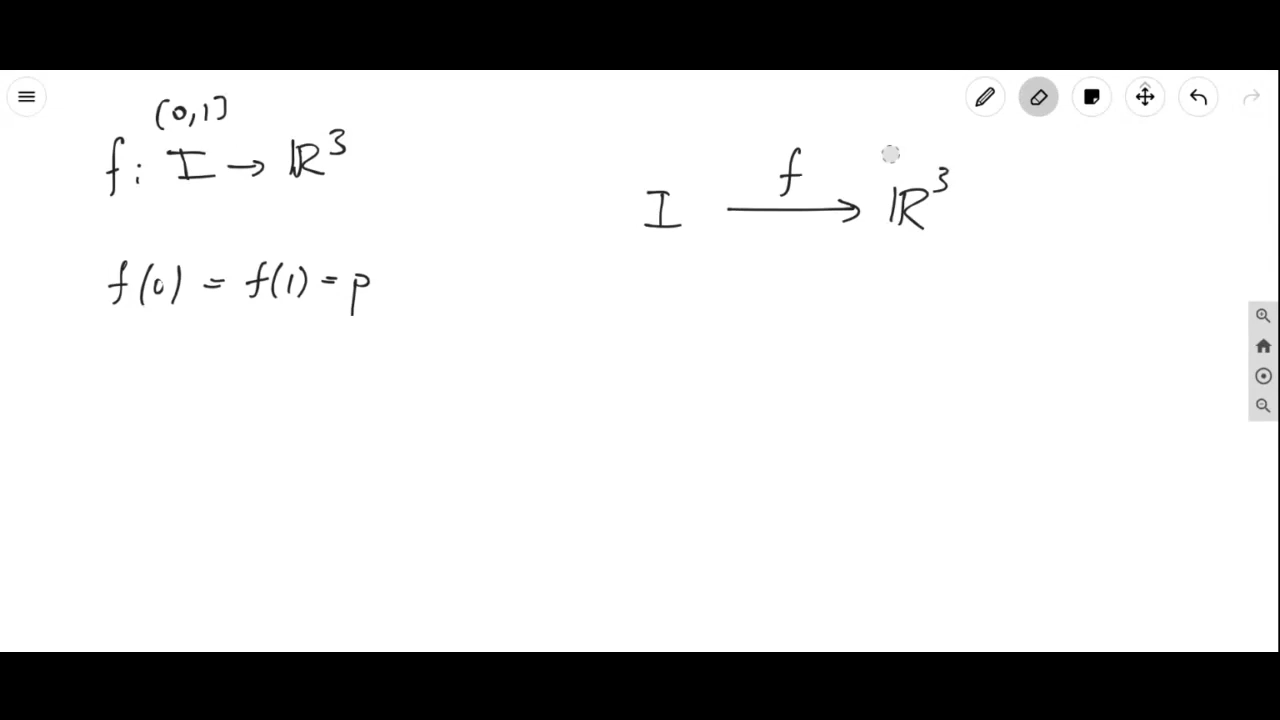 (0,1]
f: I → ℝ³
f(0) = f(1) = p
f
I ⟶ ℝ³